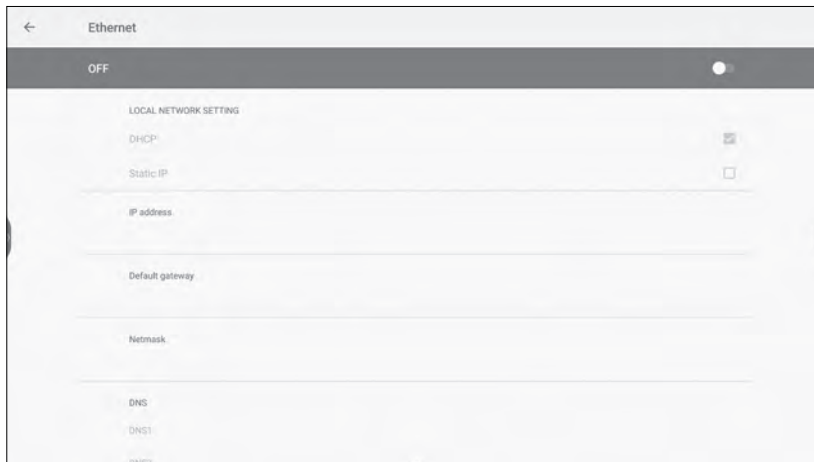 Ethernet
OFF
LOCAL NETWORK SETTING
DHCP
Static IP
IP address
Default gateway
Netmask
DNS
DNS1